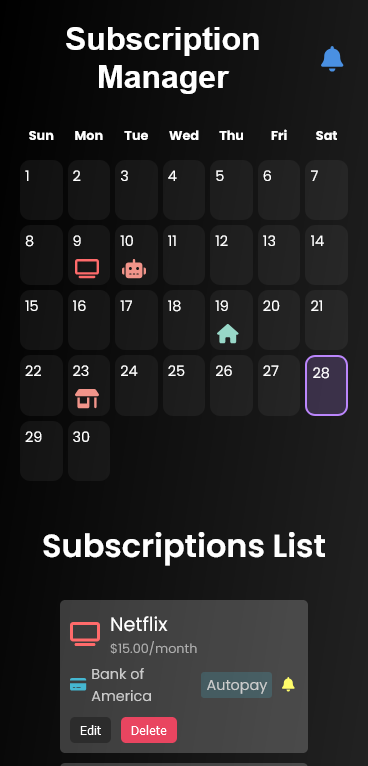 Subscription
Manager
Sun Mon Tue Wed Thu Fri Sat
1 2 3 4 5 6 7
8 9 10 11 12 13 14
15 16 17 18 19 20 21
22 23 24 25 26 27 28
29 30
Subscriptions List
Netflix
$15.00/month
Bank of
America
Autopay
Edit Delete